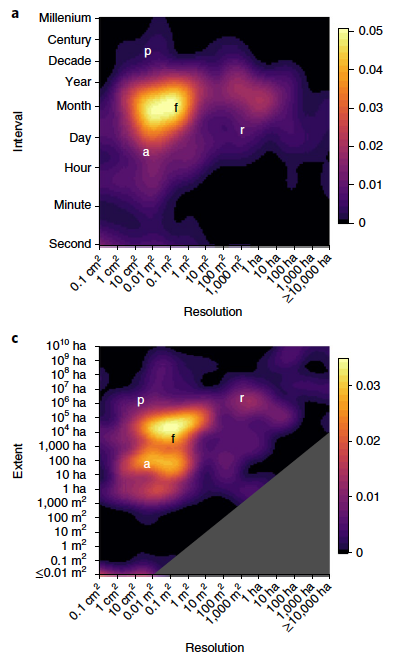 a
Millenium
Century
Decade
Year
Month
Day
Hour
Minute
Second
Interval
p
f
a
r
0.05
0.04
0.03
0.02
0.01
0
0.1 cm²
1 cm²
10 cm²
0.01 m²
0.1 m²
1 m²
10 m²
100 m²
1,000 m²
1 ha
10 ha
100 ha
1,000 ha
≥10,000 ha
Resolution
c
10¹⁰ ha
10⁹ ha
10⁸ ha
10⁷ ha
10⁶ ha
10⁵ ha
10⁴ ha
1,000 ha
100 ha
10 ha
1 ha
1,000 m²
100 m²
10 m²
1 m²
0.1 m²
≤0.01 m²
Extent
p
r
f
a
0.03
0.02
0.01
0
0.1 cm²
1 cm²
10 cm²
0.01 m²
0.1 m²
1 m²
10 m²
100 m²
1,000 m²
1 ha
10 ha
100 ha
1,000 ha
≥10,000 ha
Resolution